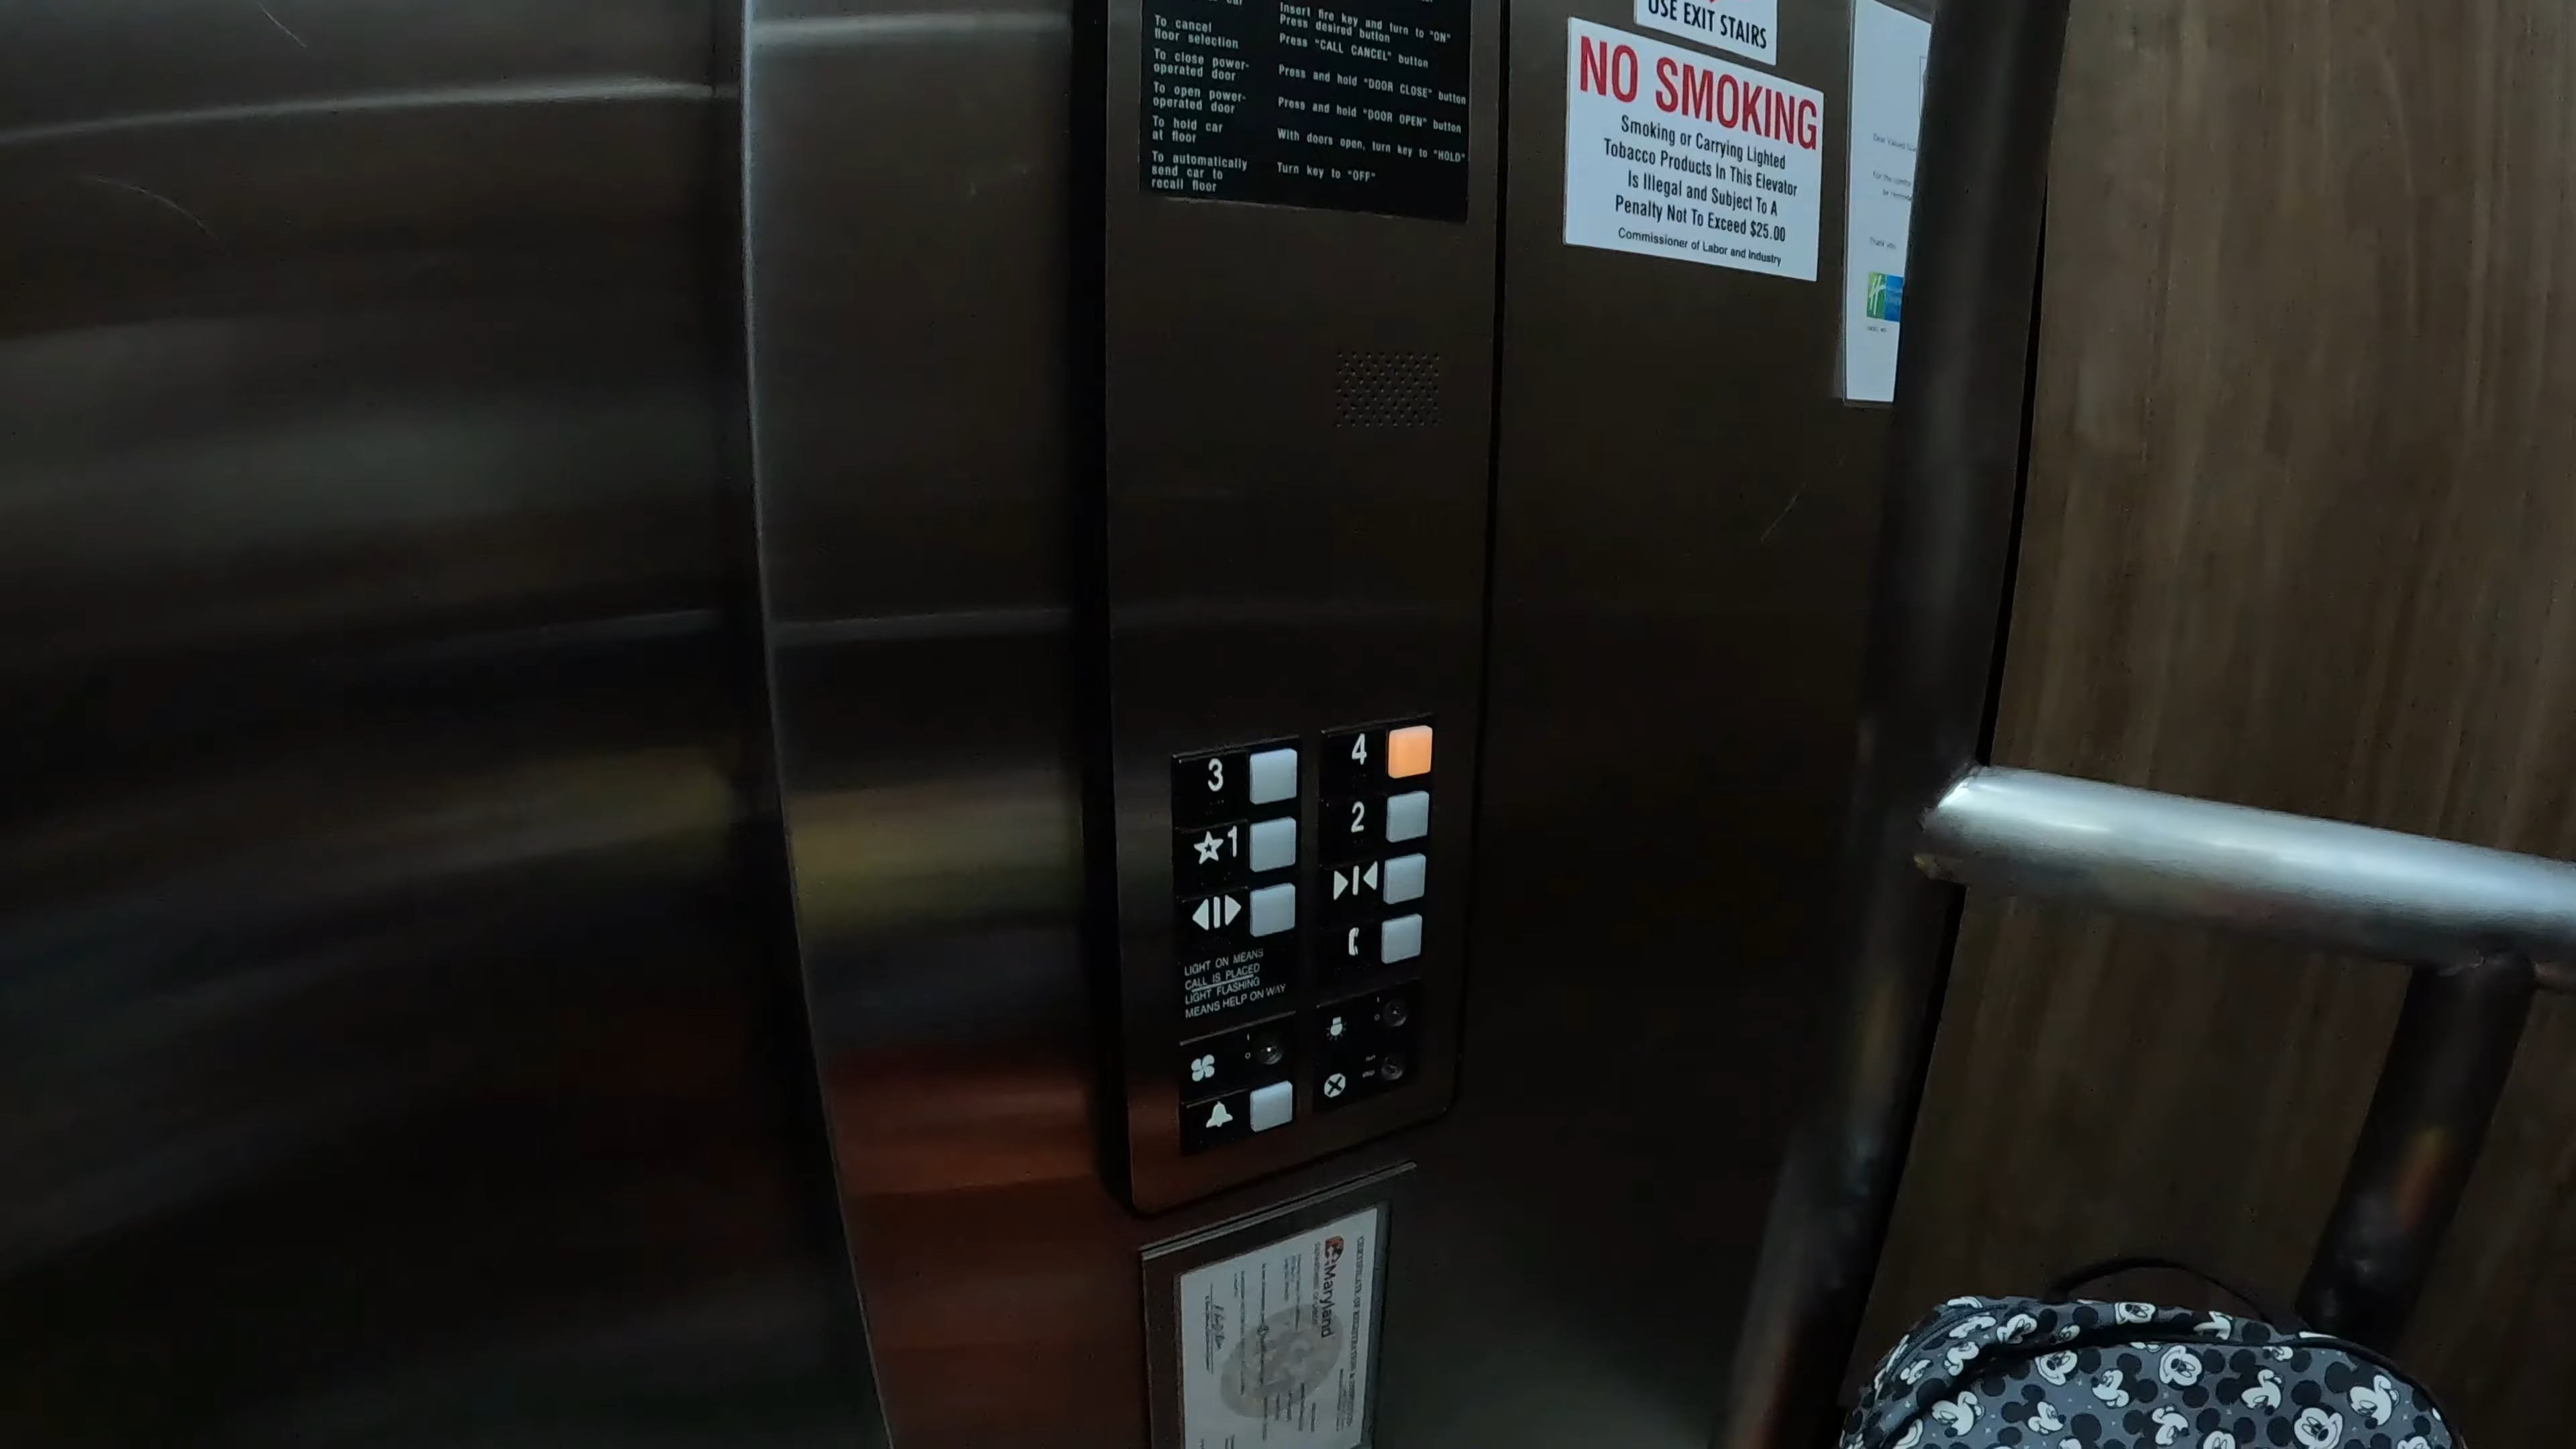 To cancel
floor selection
To close power-
operated door
To open power-
operated door
To hold car
at floor
To automatically
send car to
recall floor
Insert fire key and turn to "ON"
Press desired button
Press "CALL CANCEL" button
Press and hold "DOOR CLOSE" button
Press and hold "DOOR OPEN" button
With doors open, turn key to "HOLD"
Turn key to "OFF"
USE EXIT STAIRS
NO SMOKING
Smoking or Carrying Lighted
Tobacco Products In This Elevator
Is Illegal and Subject To A
Penalty Not To Exceed $25.00
Commissioner of Labor and Industry
Thank you
3
4
☆1
2
LIGHT ON MEANS
CALL IS PLACED
LIGHT FLASHING
MEANS HELP ON WAY
Maryland